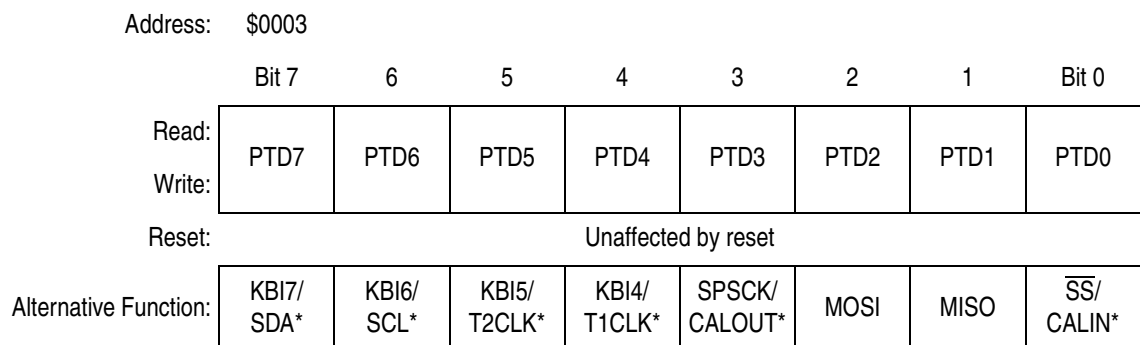 Address: $0003
Bit 7 6 5 4 3 2 1 Bit 0
Read:
PTD7 PTD6 PTD5 PTD4 PTD3 PTD2 PTD1 PTD0
Write:
Reset: Unaffected by reset
Alternative Function: KBI7/ SDA* KBI6/ SCL* KBI5/ T2CLK* KBI4/ T1CLK* SPSCK/ CALOUT* MOSI MISO S̅S̅/ CALIN*